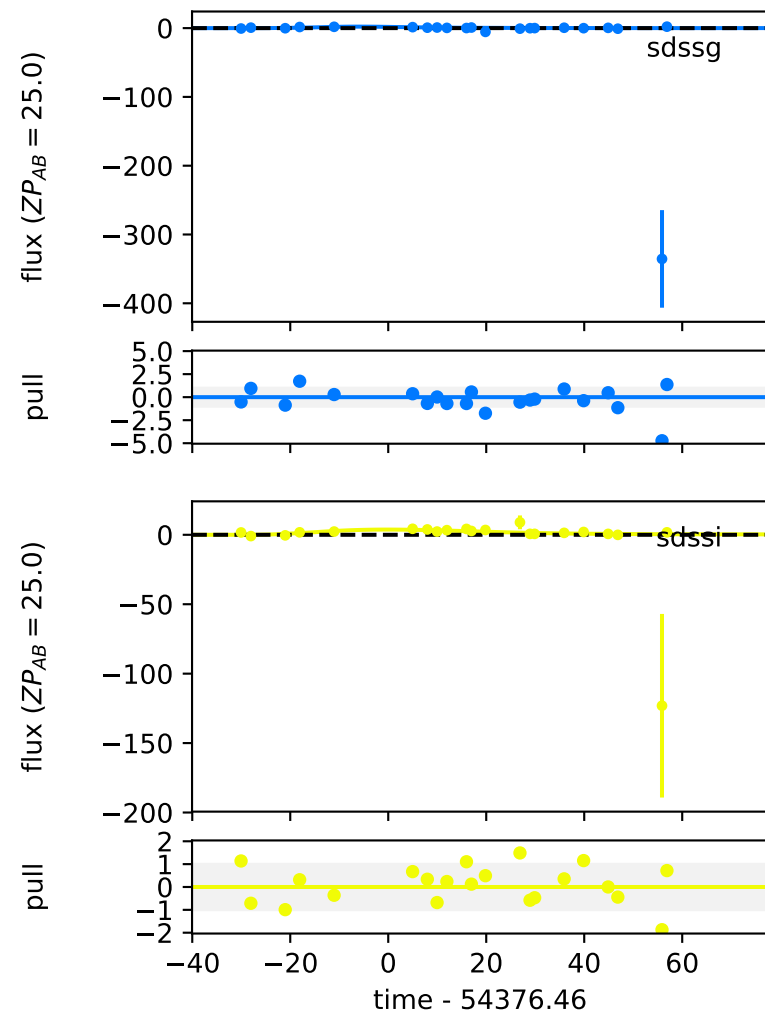 0
−100
−200
−300
−400
flux (ZP_AB = 25.0)
sdssg
5.0
2.5
0.0
−2.5
−5.0
pull
0
−50
−100
−150
−200
flux (ZP_AB = 25.0)
sdssi
2
1
0
−1
−2
pull
−40 −20 0 20 40 60
time - 54376.46